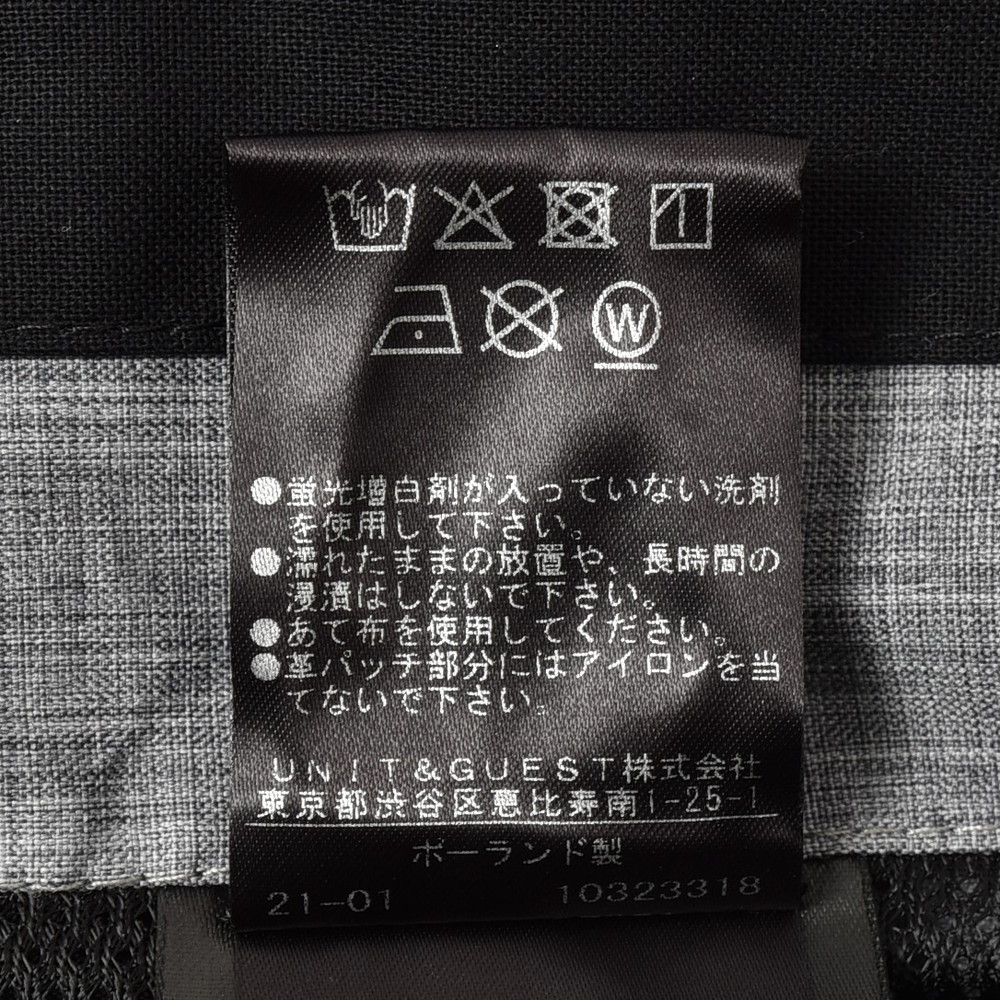 W
●蛍光増白剤が入っていない洗剤
を使用して下さい。
●濡れたままの放置や、長時間の
浸漬はしないで下さい。
●あて布を使用してください。
●革パッチ部分にはアイロンを当
てないで下さい。
UNIT&GUEST株式会社
東京都渋谷区恵比寿南1-25-1
ポーランド製
21-01 10323318